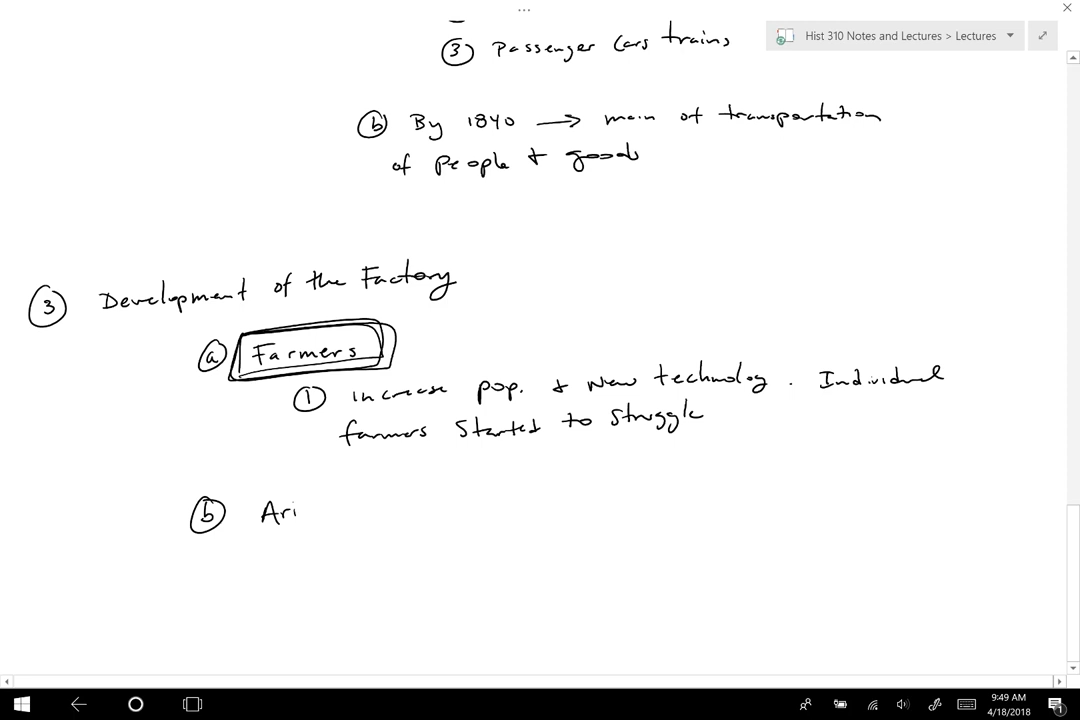 ...
Hist 310 Notes and Lectures > Lectures
③ Passenger Cars trains
ⓑ By 1840 → main of transportation
of People + goods
③ Development of the Factory
ⓐ Farmers
① increase pop. + New technology. Individual
farmers Started to Struggle
ⓑ Ari
9:49 AM
4/18/2018
1